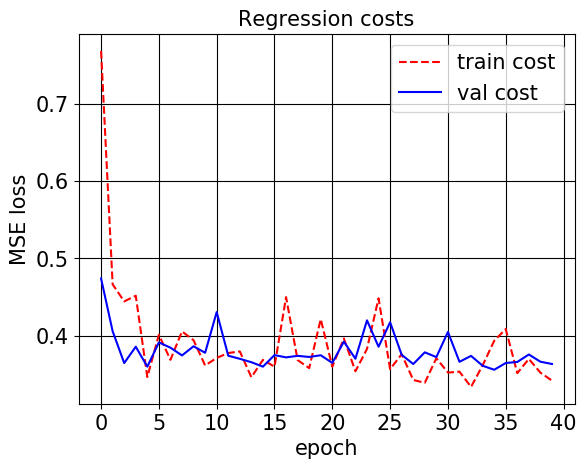 Regression costs
train cost
val cost
0.7
0.6
0.5
0.4
MSE loss
0 5 10 15 20 25 30 35 40
epoch